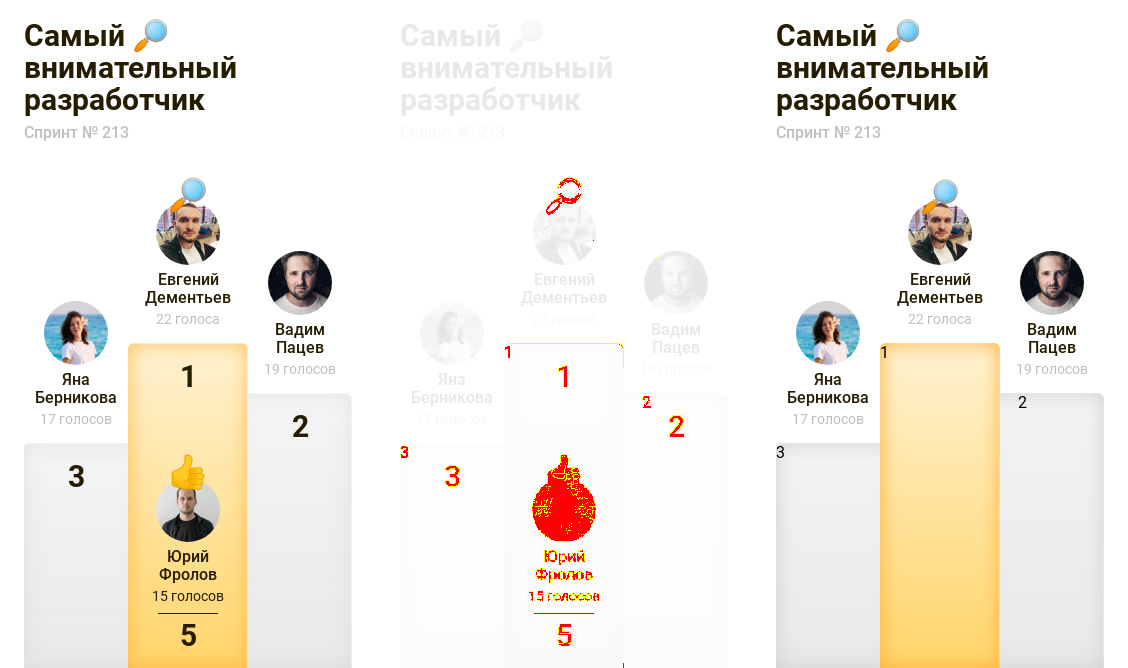 Самый 🔎
внимательный
разработчик
Спринт № 213
Евгений
Дементьев
22 голоса
Вадим
Пацев
19 голосов
Яна
Берникова
17 голосов
1
2
3
Юрий
Фролов
15 голосов
5
Самый
внимательный
разработчик
Спринт № 213
Евгений
Дементьев
22 голоса
Вадим
Пацев
19 голосов
Яна
Берникова
17 голосов
1
1
2
2
3
3
Юрий
Фролов
15 голосов
5
Самый 🔎
внимательный
разработчик
Спринт № 213
Евгений
Дементьев
22 голоса
Вадим
Пацев
19 голосов
Яна
Берникова
17 голосов
1
2
3